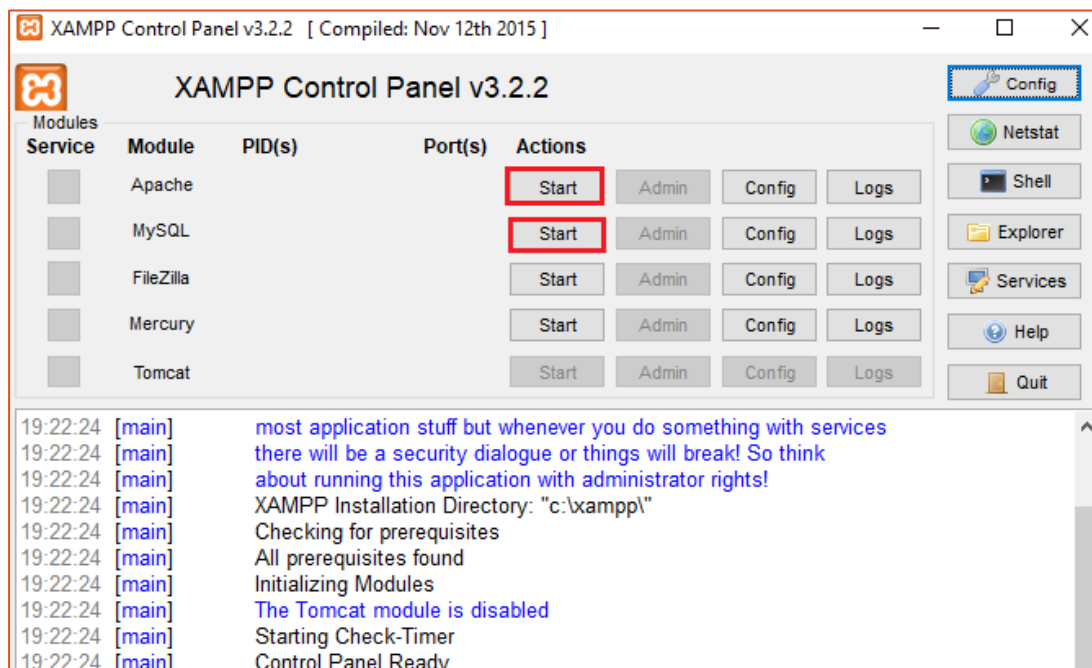 XAMPP Control Panel v3.2.2 [ Compiled: Nov 12th 2015 ]
XAMPP Control Panel v3.2.2
Config
Modules
Netstat
Service Module PID(s) Port(s) Actions
Apache Start Admin Config Logs
Shell
MySQL Start Admin Config Logs
Explorer
FileZilla Start Admin Config Logs
Services
Mercury Start Admin Config Logs
Help
Tomcat Start Admin Config Logs
Quit
19:22:24 [main] most application stuff but whenever you do something with services
19:22:24 [main] there will be a security dialogue or things will break! So think
19:22:24 [main] about running this application with administrator rights!
19:22:24 [main] XAMPP Installation Directory: "c:\xampp\"
19:22:24 [main] Checking for prerequisites
19:22:24 [main] All prerequisites found
19:22:24 [main] Initializing Modules
19:22:24 [main] The Tomcat module is disabled
19:22:24 [main] Starting Check-Timer
19:22:24 [main] Control Panel Ready